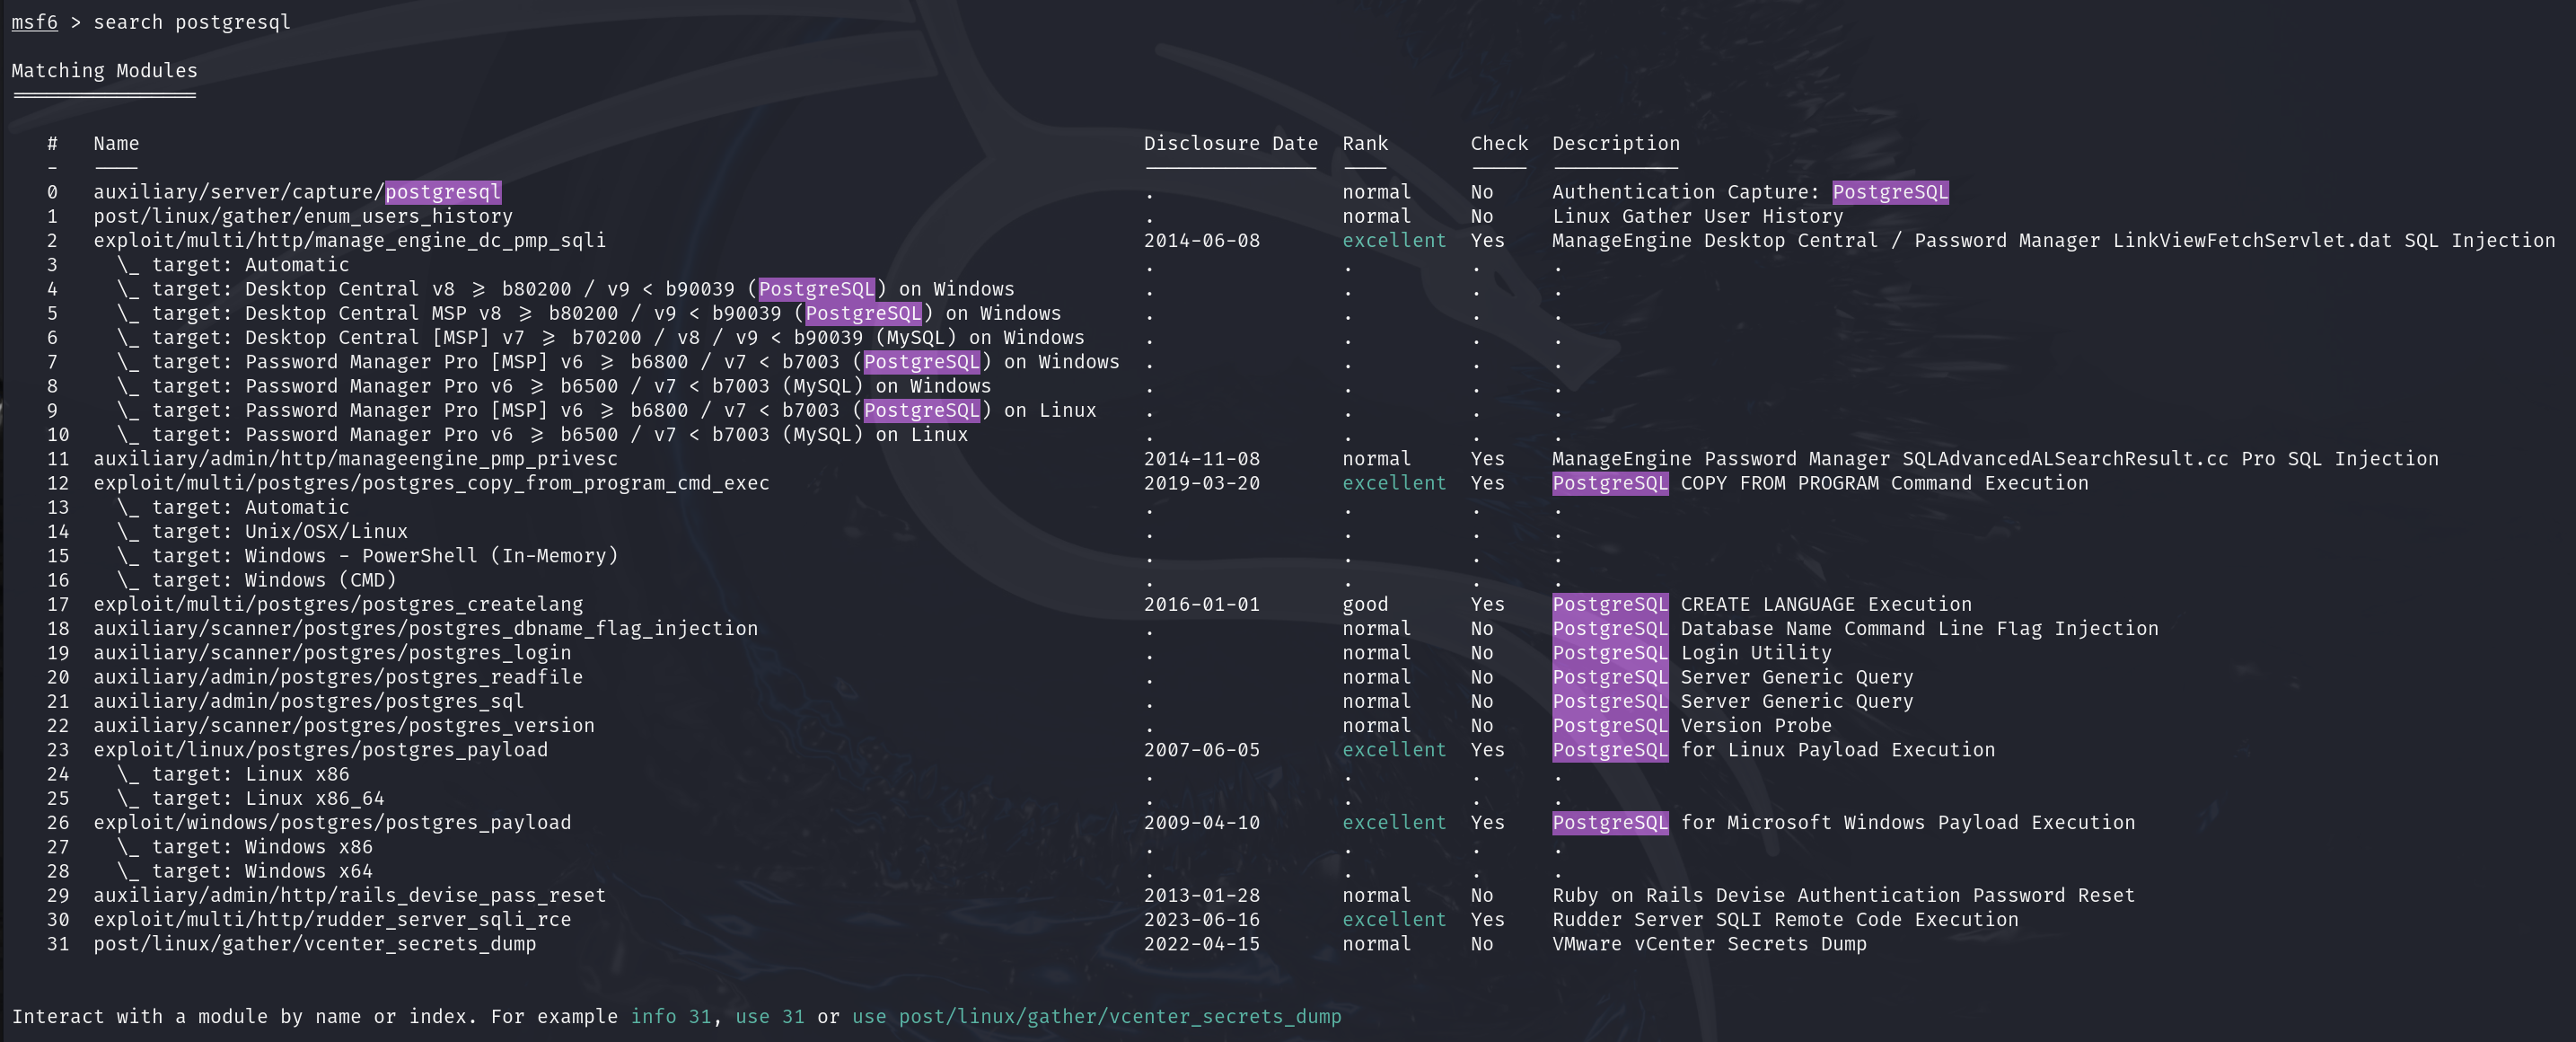 msf6 > search postgresql
Matching Modules
================
# Name Disclosure Date Rank Check Description
- ---- --------------- ---- ----- -----------
0 auxiliary/server/capture/postgresql . normal No Authentication Capture: PostgreSQL
1 post/linux/gather/enum_users_history . normal No Linux Gather User History
2 exploit/multi/http/manage_engine_dc_pmp_sqli 2014-06-08 excellent Yes ManageEngine Desktop Central / Password Manager LinkViewFetchServlet.dat SQL Injection
3 \_ target: Automatic . . . .
4 \_ target: Desktop Central v8 >= b80200 / v9 < b90039 (PostgreSQL) on Windows . . . .
5 \_ target: Desktop Central MSP v8 >= b80200 / v9 < b90039 (PostgreSQL) on Windows . . . .
6 \_ target: Desktop Central [MSP] v7 >= b70200 / v8 / v9 < b90039 (MySQL) on Windows . . . .
7 \_ target: Password Manager Pro [MSP] v6 >= b6800 / v7 < b7003 (PostgreSQL) on Windows . . . .
8 \_ target: Password Manager Pro v6 >= b6500 / v7 < b7003 (MySQL) on Windows . . . .
9 \_ target: Password Manager Pro [MSP] v6 >= b6800 / v7 < b7003 (PostgreSQL) on Linux . . . .
10 \_ target: Password Manager Pro v6 >= b6500 / v7 < b7003 (MySQL) on Linux . . . .
11 auxiliary/admin/http/manageengine_pmp_privesc 2014-11-08 normal Yes ManageEngine Password Manager SQLAdvancedALSearchResult.cc Pro SQL Injection
12 exploit/multi/postgres/postgres_copy_from_program_cmd_exec 2019-03-20 excellent Yes PostgreSQL COPY FROM PROGRAM Command Execution
13 \_ target: Automatic . . . .
14 \_ target: Unix/OSX/Linux . . . .
15 \_ target: Windows - PowerShell (In-Memory) . . . .
16 \_ target: Windows (CMD) . . . .
17 exploit/multi/postgres/postgres_createlang 2016-01-01 good Yes PostgreSQL CREATE LANGUAGE Execution
18 auxiliary/scanner/postgres/postgres_dbname_flag_injection . normal No PostgreSQL Database Name Command Line Flag Injection
19 auxiliary/scanner/postgres/postgres_login . normal No PostgreSQL Login Utility
20 auxiliary/admin/postgres/postgres_readfile . normal No PostgreSQL Server Generic Query
21 auxiliary/admin/postgres/postgres_sql . normal No PostgreSQL Server Generic Query
22 auxiliary/scanner/postgres/postgres_version . normal No PostgreSQL Version Probe
23 exploit/linux/postgres/postgres_payload 2007-06-05 excellent Yes PostgreSQL for Linux Payload Execution
24 \_ target: Linux x86 . . . .
25 \_ target: Linux x86_64 . . . .
26 exploit/windows/postgres/postgres_payload 2009-04-10 excellent Yes PostgreSQL for Microsoft Windows Payload Execution
27 \_ target: Windows x86 . . . .
28 \_ target: Windows x64 . . . .
29 auxiliary/admin/http/rails_devise_pass_reset 2013-01-28 normal No Ruby on Rails Devise Authentication Password Reset
30 exploit/multi/http/rudder_server_sqli_rce 2023-06-16 excellent Yes Rudder Server SQLI Remote Code Execution
31 post/linux/gather/vcenter_secrets_dump 2022-04-15 normal No VMware vCenter Secrets Dump
Interact with a module by name or index. For example info 31, use 31 or use post/linux/gather/vcenter_secrets_dump